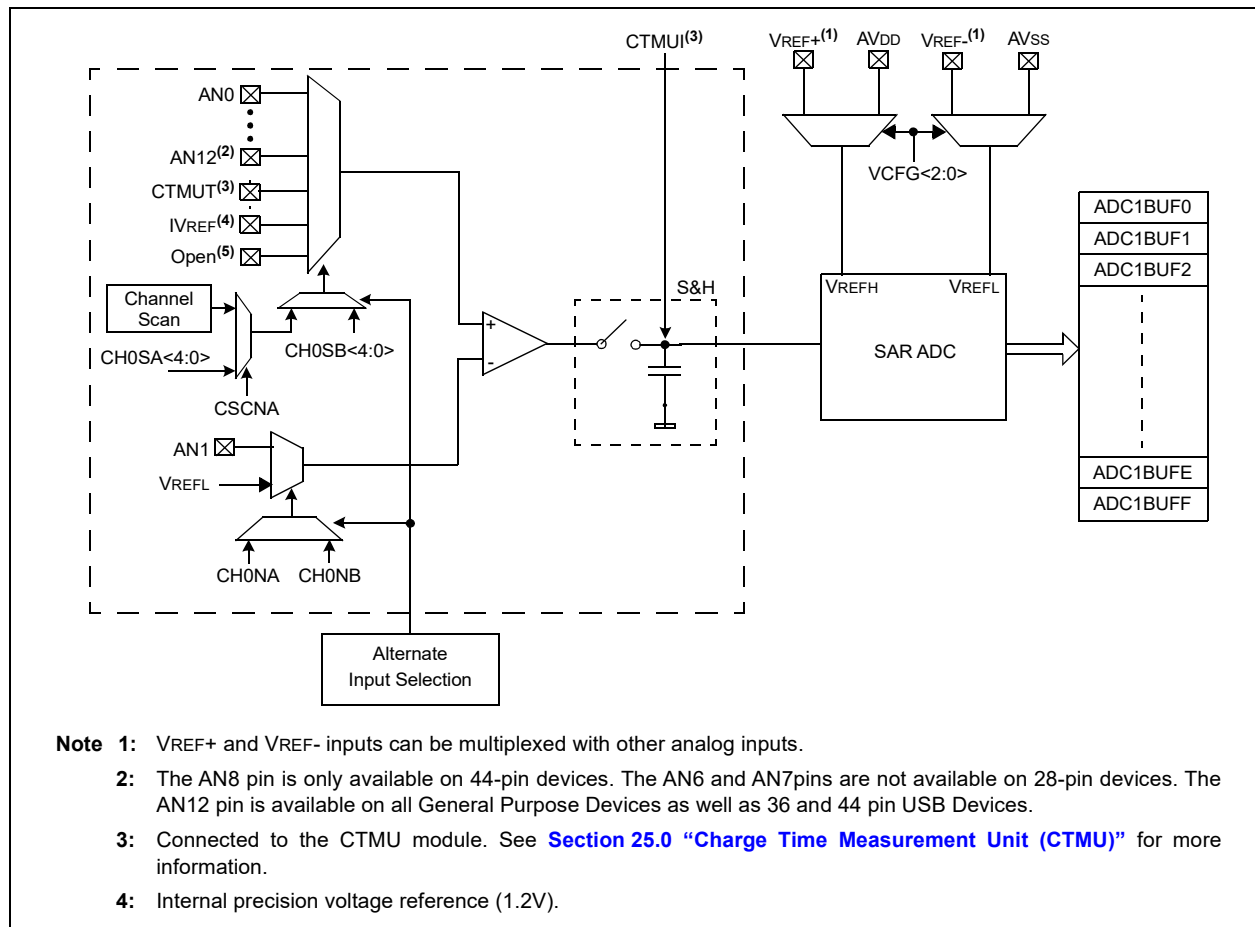 CTMUI(3)
VREF+(1) AVDD VREF-(1) AVSS
AN0
AN12(2)
CTMUT(3)
IVREF(4)
Open(5)
VCFG<2:0>
Channel
Scan
CH0SA<4:0>
CH0SB<4:0>
CSCNA
+
-
S&H
VREFH VREFL
SAR ADC
ADC1BUF0
ADC1BUF1
ADC1BUF2
ADC1BUFE
ADC1BUFF
AN1
VREFL
CH0NA CH0NB
Alternate
Input Selection
Note 1: VREF+ and VREF- inputs can be multiplexed with other analog inputs.
2: The AN8 pin is only available on 44-pin devices. The AN6 and AN7pins are not available on 28-pin devices. The
AN12 pin is available on all General Purpose Devices as well as 36 and 44 pin USB Devices.
3: Connected to the CTMU module. See Section 25.0 “Charge Time Measurement Unit (CTMU)” for more
information.
4: Internal precision voltage reference (1.2V).